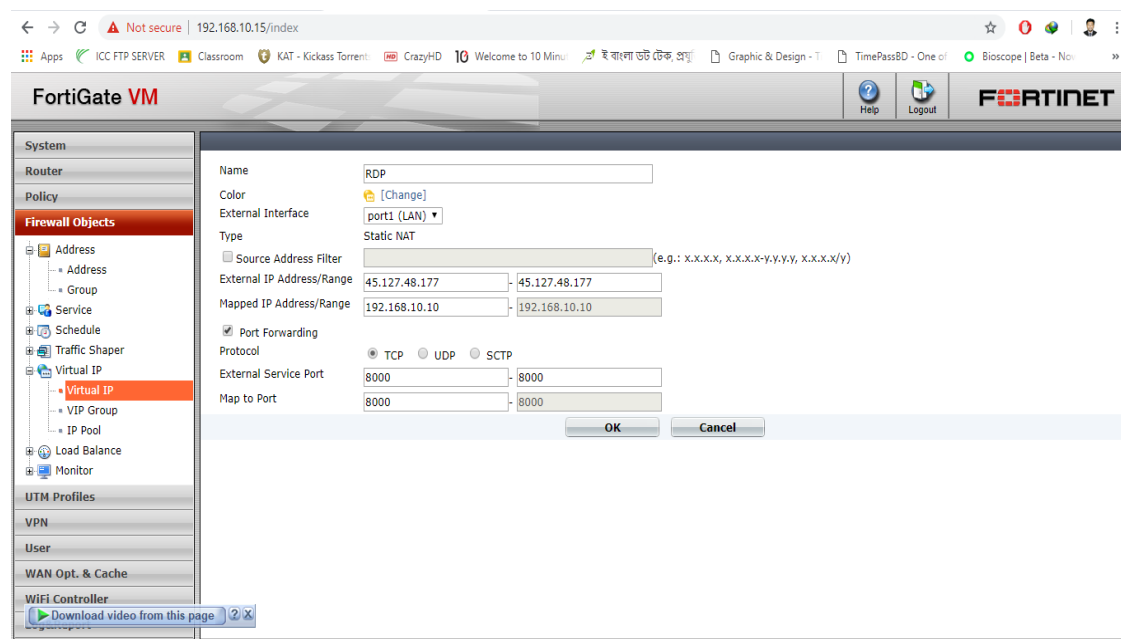 Not secure | 192.168.10.15/index
Apps ICC FTP SERVER Classroom KAT - Kickass Torrent CrazyHD Welcome to 10 Minu ই বাংলা ডট টেক, প্রযু Graphic & Design - T TimePassBD - One of Bioscope | Beta - No »
FortiGate VM
Help
Logout
FORTINET
System
Router
Policy
Firewall Objects
Address
Address
Group
Service
Schedule
Traffic Shaper
Virtual IP
Virtual IP
VIP Group
IP Pool
Load Balance
Monitor
UTM Profiles
VPN
User
WAN Opt. & Cache
WiFi Controller
Download video from this page ? X
Name RDP
Color [Change]
External Interface port1 (LAN)
Type Static NAT
Source Address Filter (e.g.: x.x.x.x, x.x.x.x-y.y.y.y, x.x.x.x/y)
External IP Address/Range 45.127.48.177 - 45.127.48.177
Mapped IP Address/Range 192.168.10.10 - 192.168.10.10
Port Forwarding
Protocol TCP UDP SCTP
External Service Port 8000 - 8000
Map to Port 8000 - 8000
OK Cancel